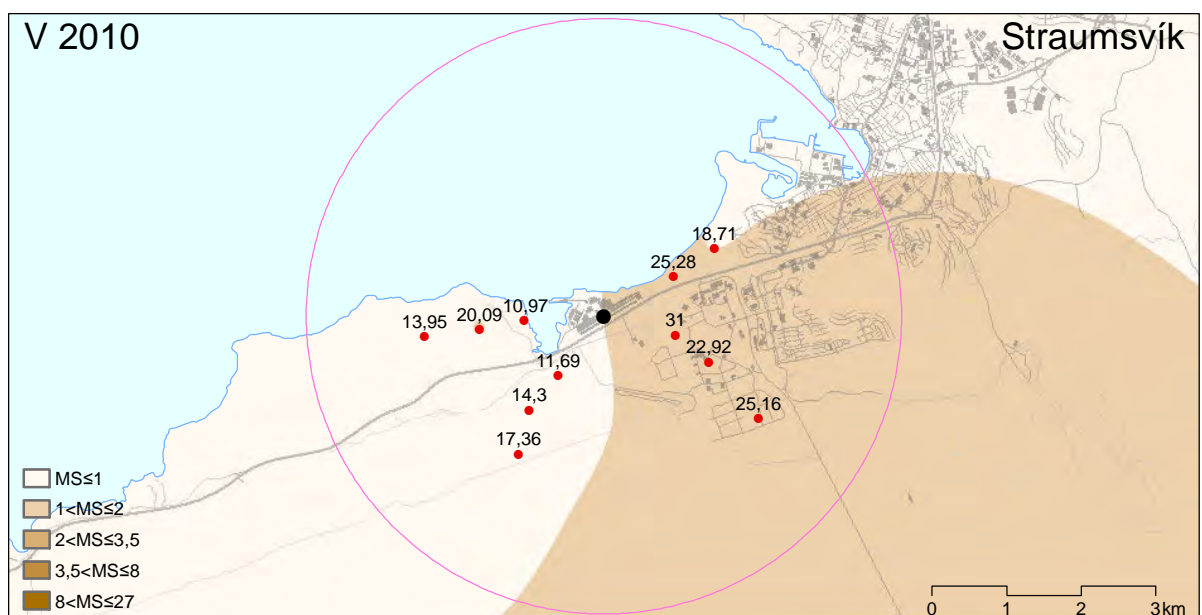 V 2010
Straumsvík
18,71
25,28
10,97
20,09
13,95
31
22,92
11,69
14,3
25,16
17,36
MS≤1
1<MS≤2
2<MS≤3,5
3,5<MS≤8
8<MS≤27
0 1 2 3 km